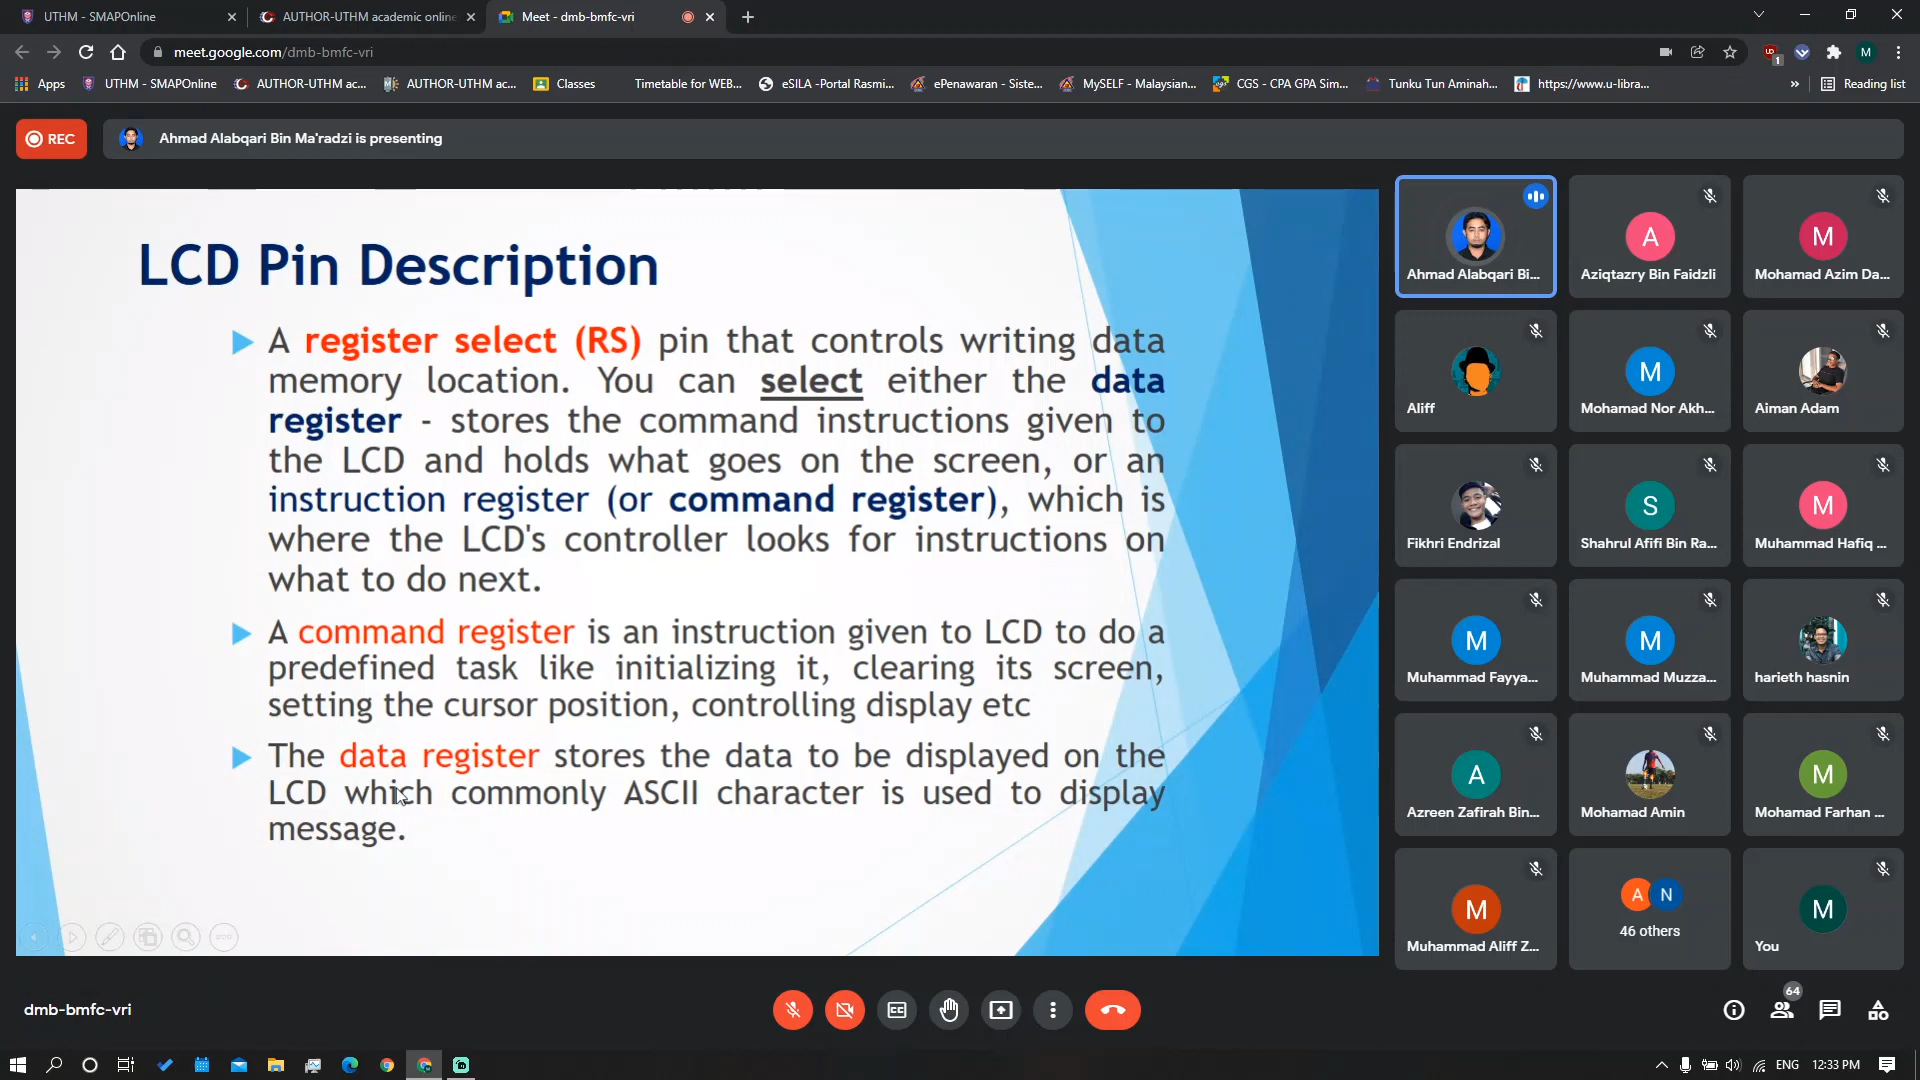 UTHM - SMAPOnline
AUTHOR-UTHM academic online
Meet - dmb-bmfc-vri
meet.google.com/dmb-bmfc-vri
1
M
Apps
UTHM - SMAPOnline
AUTHOR-UTHM ac...
AUTHOR-UTHM ac...
Classes
Timetable for WEB...
eSILA -Portal Rasmi...
ePenawaran - Siste...
MySELF - Malaysian...
CGS - CPA GPA Sim...
Tunku Tun Aminah...
https://www.u-libra...
»
Reading list
REC
Ahmad Alabqari Bin Ma'radzi is presenting
LCD Pin Description
A register select (RS) pin that controls writing data
memory location. You can select either the data
register - stores the command instructions given to
the LCD and holds what goes on the screen, or an
instruction register (or command register), which is
where the LCD's controller looks for instructions on
what to do next.
A command register is an instruction given to LCD to do a
predefined task like initializing it, clearing its screen,
setting the cursor position, controlling display etc
The data register stores the data to be displayed on the
LCD which commonly ASCII character is used to display
message.
Ahmad Alabqari Bi...
A
Aziqtazry Bin Faidzli
M
Mohamad Azim Da...
Aliff
M
Mohamad Nor Akh...
Aiman Adam
Fikhri Endrizal
S
Shahrul Afifi Bin Ra...
M
Muhammad Hafiq ...
M
Muhammad Fayya...
M
Muhammad Muzza...
harieth hasnin
A
Azreen Zafirah Bin...
Mohamad Amin
M
Mohamad Farhan ...
M
Muhammad Aliff Z...
A N
46 others
M
You
dmb-bmfc-vri
64
ENG
12:33 PM